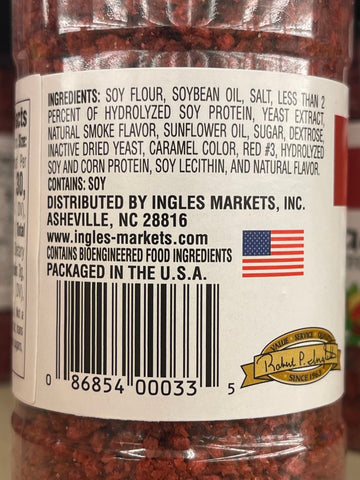 INGREDIENTS: SOY FLOUR, SOYBEAN OIL, SALT, LESS THAN 2
PERCENT OF HYDROLYZED SOY PROTEIN, YEAST EXTRACT,
NATURAL SMOKE FLAVOR, SUNFLOWER OIL, SUGAR, DEXTROSE,
INACTIVE DRIED YEAST, CARAMEL COLOR, RED #3, HYDROLYZED
SOY AND CORN PROTEIN, SOY LECITHIN, AND NATURAL FLAVOR.
CONTAINS: SOY
DISTRIBUTED BY INGLES MARKETS, INC.
ASHEVILLE, NC 28816
www.ingles-markets.com
CONTAINS BIOENGINEERED FOOD INGREDIENTS
PACKAGED IN THE U.S.A.
0 86854 00033 5
VALUE · SERVICE
Robert P. Ingle
SINCE 1963